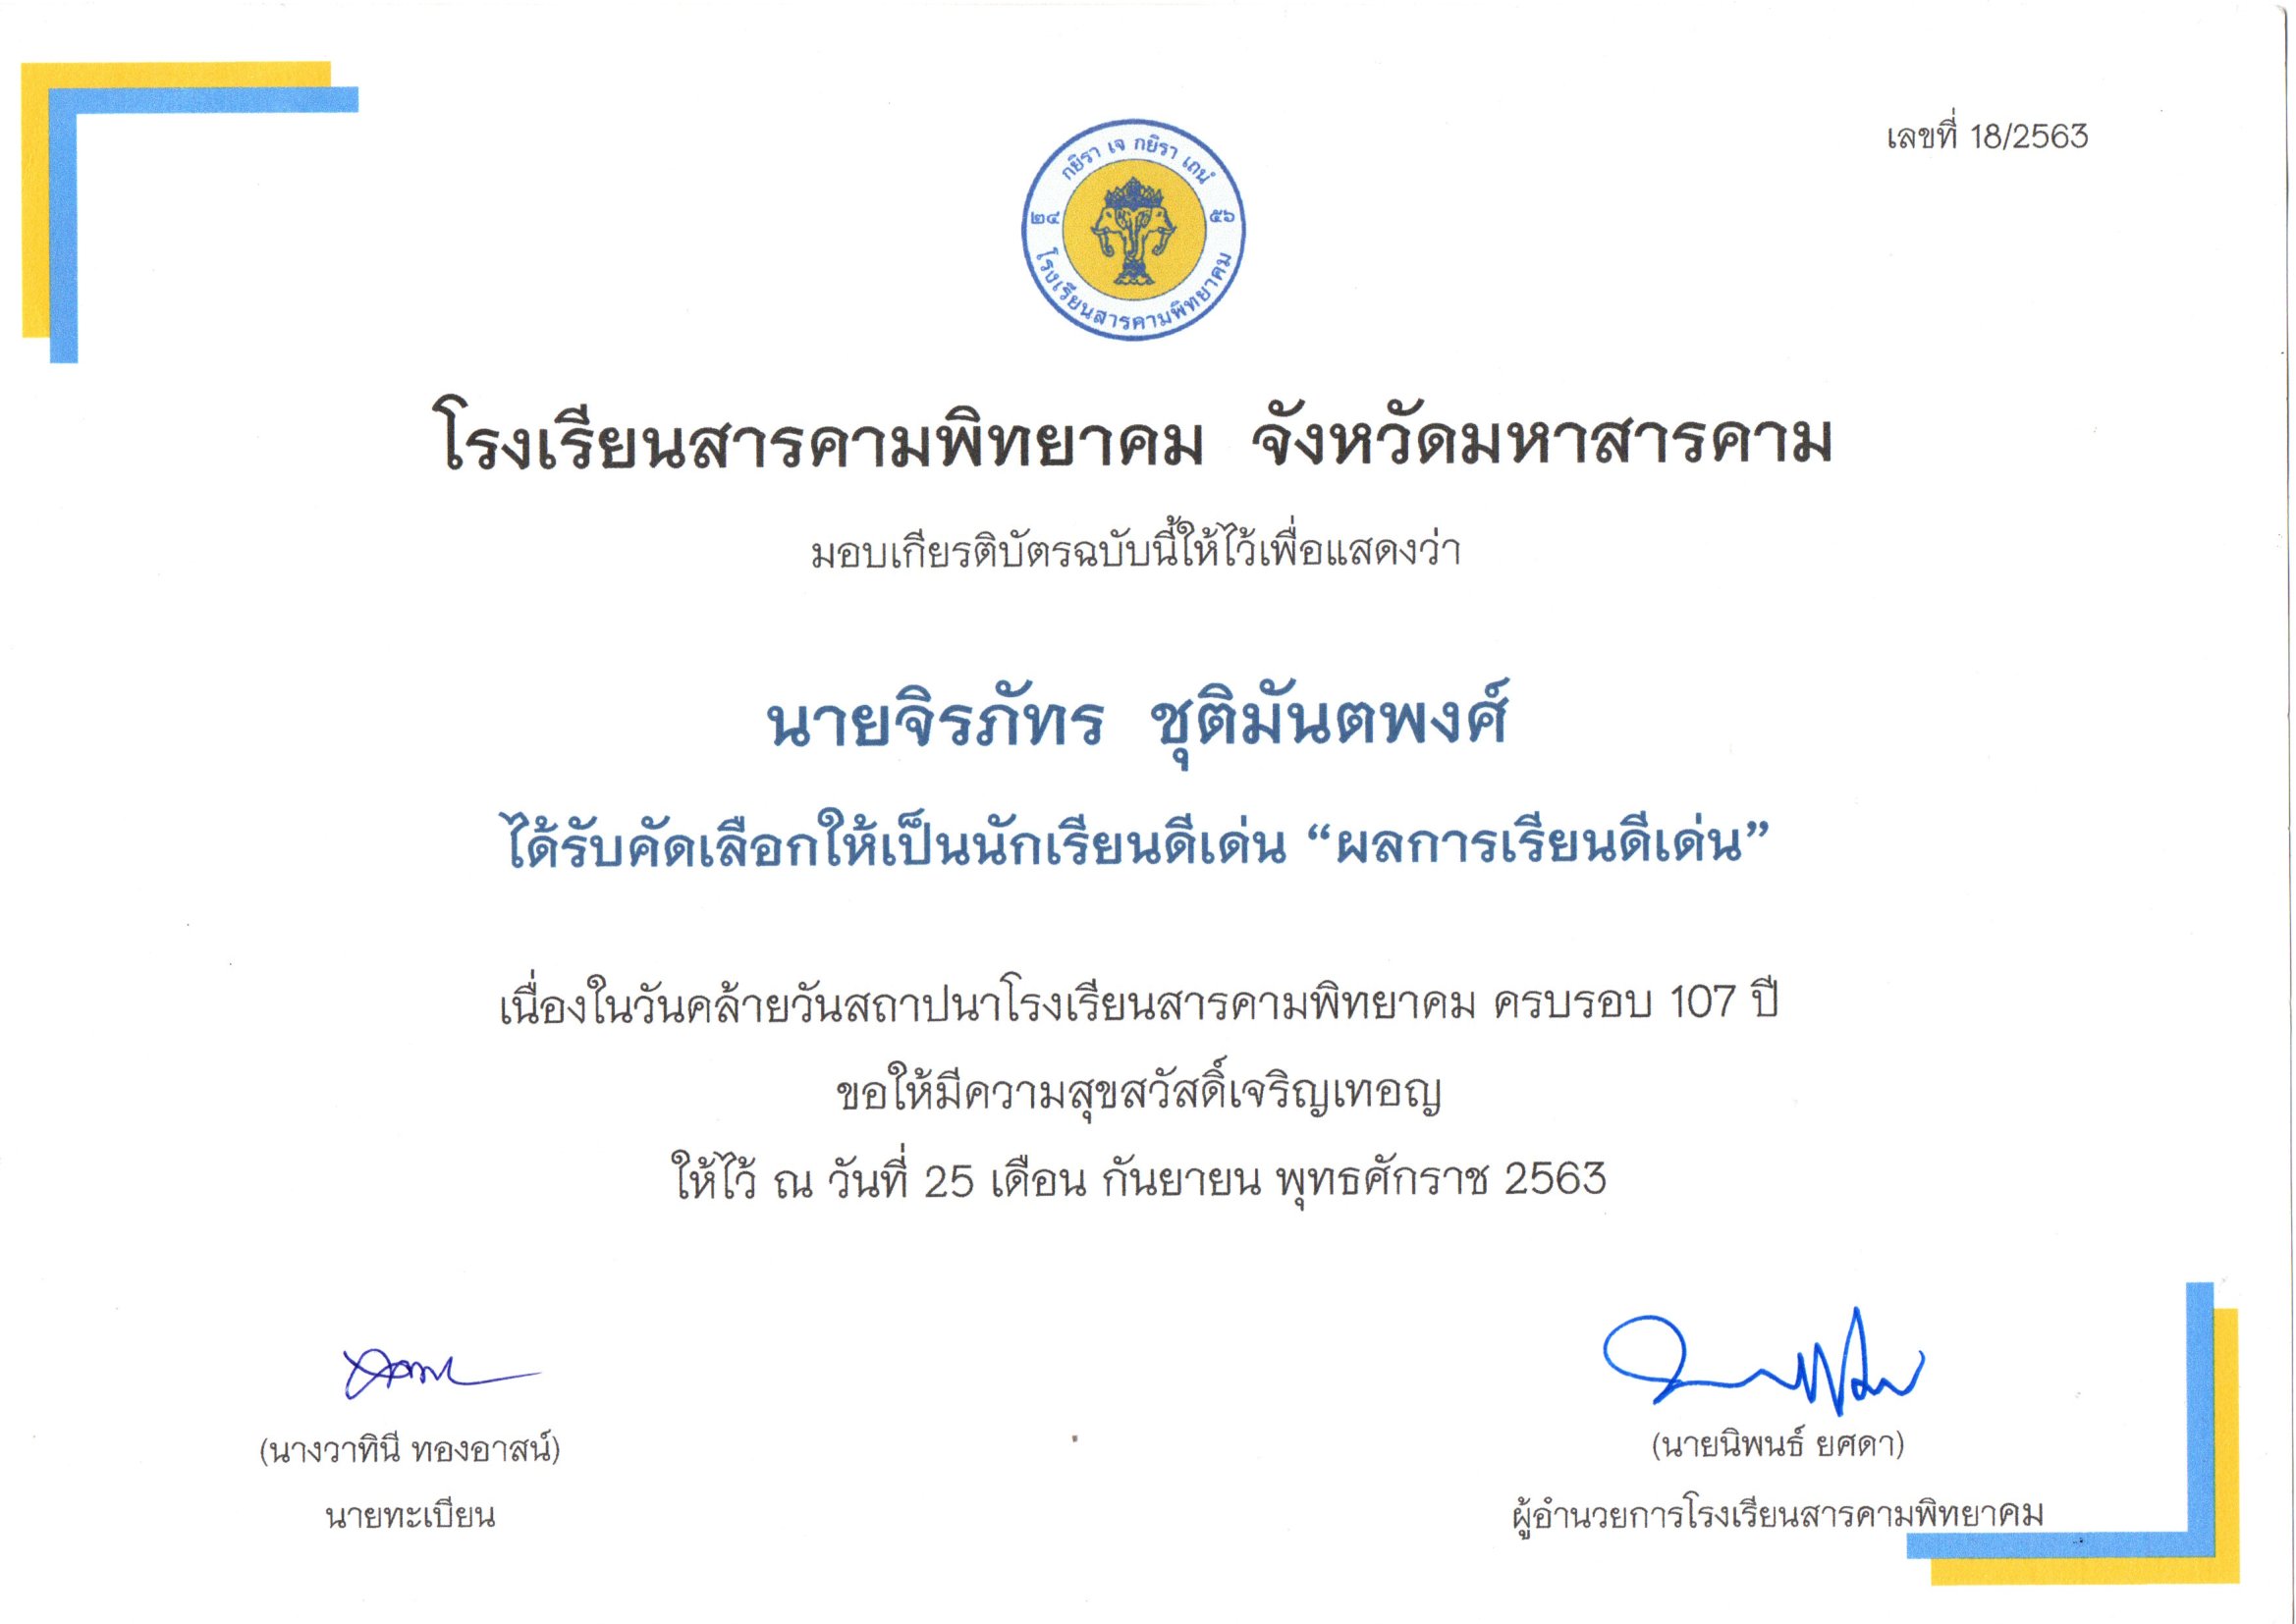 เลขที่ 18/2563
กยิรา เจ กยิรา เถนํ
๒๔ ๕๖
โรงเรียนสารคามพิทยาคม
โรงเรียนสารคามพิทยาคม จังหวัดมหาสารคาม
มอบเกียรติบัตรฉบับนี้ให้ไว้เพื่อแสดงว่า
นายจิรภัทร ชุติมันตพงศ์
ได้รับคัดเลือกให้เป็นนักเรียนดีเด่น “ผลการเรียนดีเด่น”
เนื่องในวันคล้ายวันสถาปนาโรงเรียนสารคามพิทยาคม ครบรอบ 107 ปี
ขอให้มีความสุขสวัสดิ์เจริญเทอญ
ให้ไว้ ณ วันที่ 25 เดือน กันยายน พุทธศักราช 2563
(นางวาทินี ทองอาสน์)
นายทะเบียน
(นายนิพนธ์ ยศดา)
ผู้อำนวยการโรงเรียนสารคามพิทยาคม